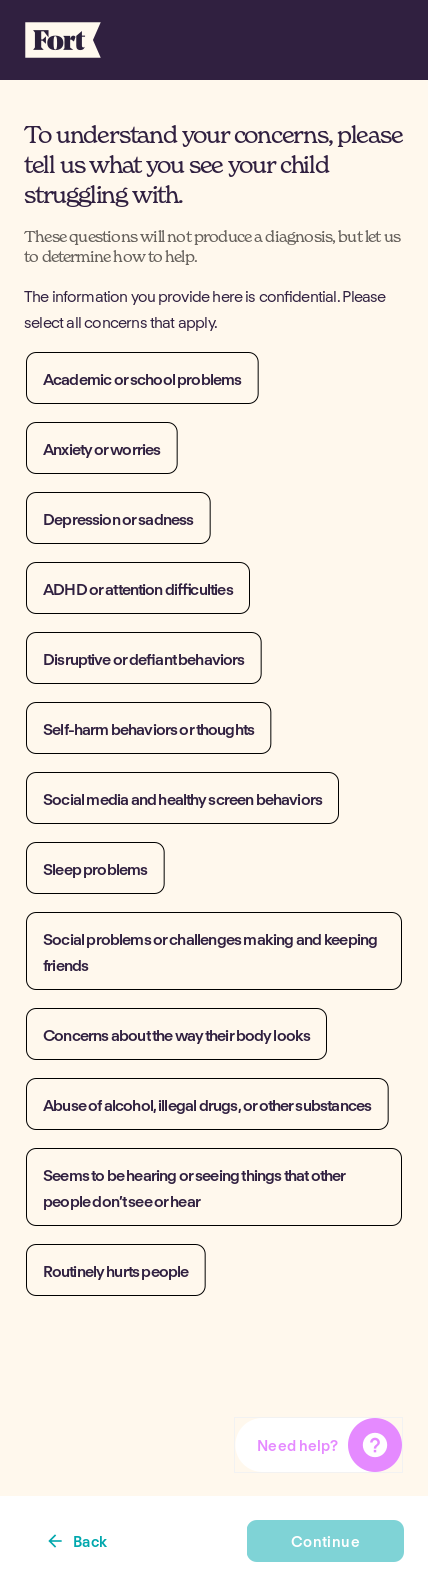 Fort
To understand your concerns, please
tell us what you see your child
struggling with.
These questions will not produce a diagnosis, but let us
to determine how to help.
The information you provide here is confidential. Please
select all concerns that apply.
Academic or school problems
Anxiety or worries
Depression or sadness
ADHD or attention difficulties
Disruptive or defiant behaviors
Self-harm behaviors or thoughts
Social media and healthy screen behaviors
Sleep problems
Social problems or challenges making and keeping
friends
Concerns about the way their body looks
Abuse of alcohol, illegal drugs, or other substances
Seems to be hearing or seeing things that other
people don't see or hear
Routinely hurts people
Need help? ?
Back
Continue